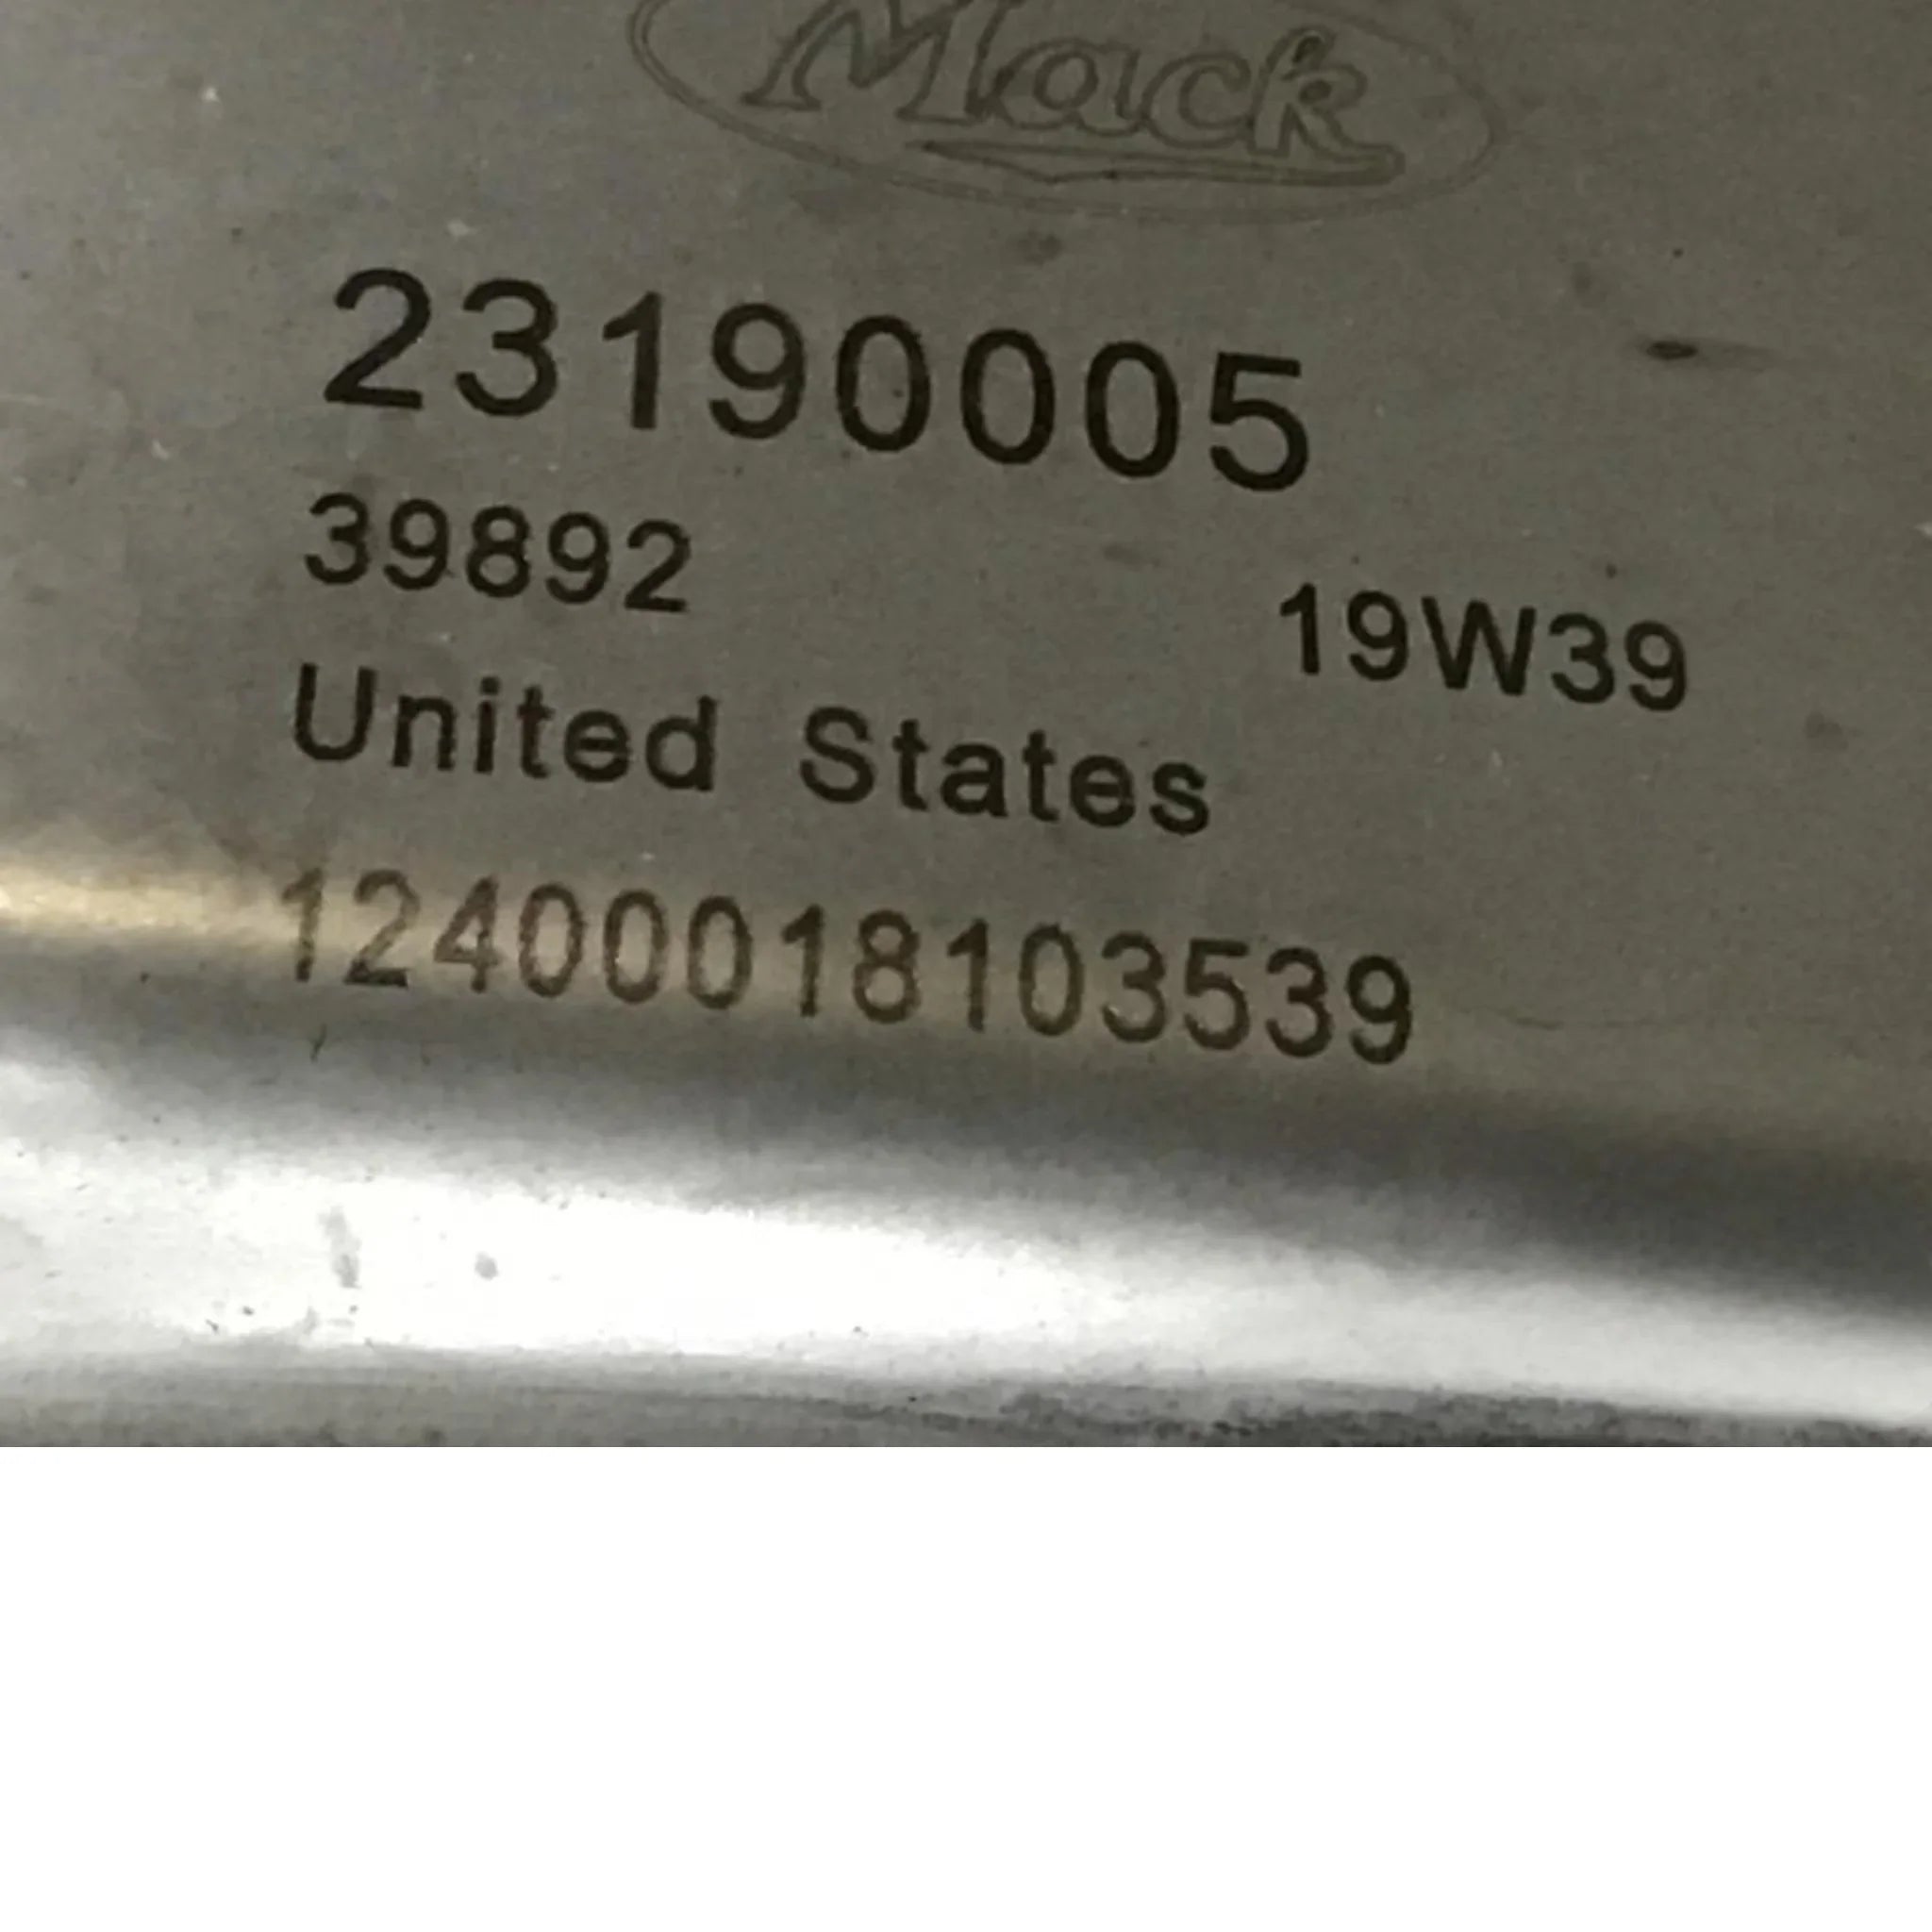 Mack
23190005
39892 19W39
United States
12400018103539